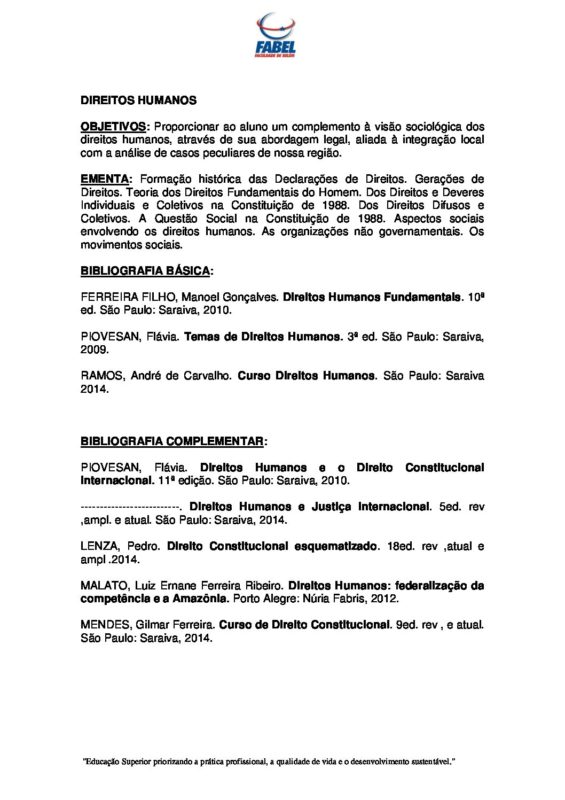 FABEL
FACULDADE DE BELÉM
DIREITOS HUMANOS
OBJETIVOS: Proporcionar ao aluno um complemento à visão sociológica dos
direitos humanos, através de sua abordagem legal, aliada à integração local
com a análise de casos peculiares de nossa região.
EMENTA: Formação histórica das Declarações de Direitos. Gerações de
Direitos. Teoria dos Direitos Fundamentais do Homem. Dos Direitos e Deveres
Individuais e Coletivos na Constituição de 1988. Dos Direitos Difusos e
Coletivos. A Questão Social na Constituição de 1988. Aspectos sociais
envolvendo os direitos humanos. As organizações não governamentais. Os
movimentos sociais.
BIBLIOGRAFIA BÁSICA:
FERREIRA FILHO, Manoel Gonçalves. Direitos Humanos Fundamentais. 10ª
ed. São Paulo: Saraiva, 2010.
PIOVESAN, Flávia. Temas de Direitos Humanos. 3ª ed. São Paulo: Saraiva,
2009.
RAMOS, André de Carvalho. Curso Direitos Humanos. São Paulo: Saraiva
2014.
BIBLIOGRAFIA COMPLEMENTAR:
PIOVESAN, Flávia. Direitos Humanos e o Direito Constitucional
Internacional. 11ª edição. São Paulo: Saraiva, 2010.
--------------------------. Direitos Humanos e Justiça Internacional. 5ed. rev
,ampl. e atual. São Paulo: Saraiva, 2014.
LENZA, Pedro. Direito Constitucional esquematizado. 18ed. rev ,atual e
ampl .2014.
MALATO, Luiz Ernane Ferreira Ribeiro. Direitos Humanos: federalização da
competência e a Amazônia. Porto Alegre: Núria Fabris, 2012.
MENDES, Gilmar Ferreira. Curso de Direito Constitucional. 9ed. rev , e atual.
São Paulo: Saraiva, 2014.
"Educação Superior priorizando a prática profissional, a qualidade de vida e o desenvolvimento sustentável."